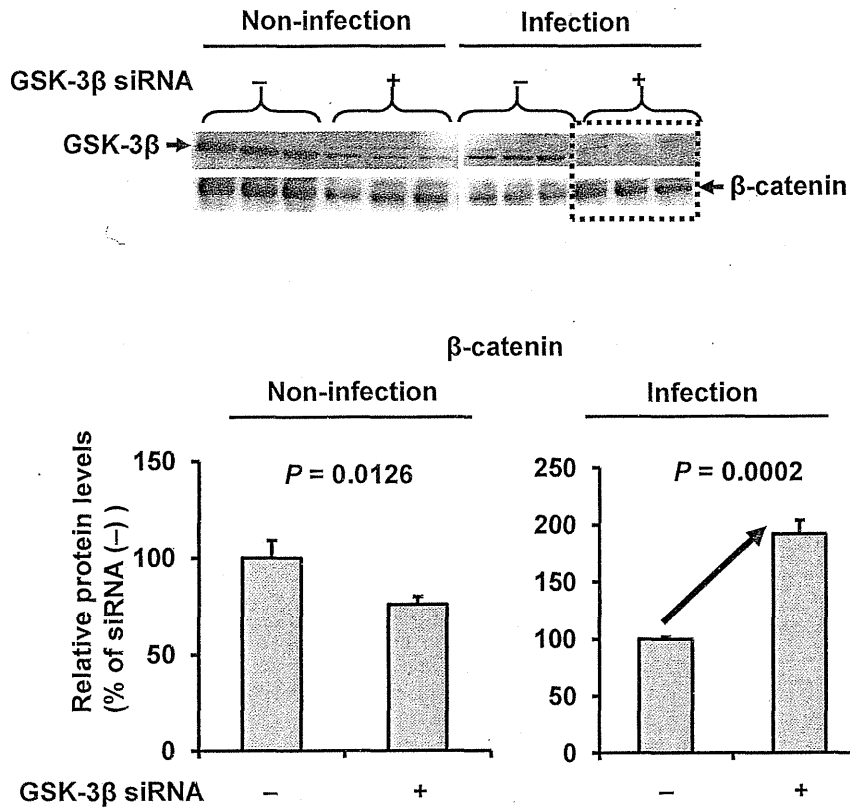 Non-infection Infection
GSK-3β siRNA − + − +
GSK-3β
β-catenin
β-catenin
Non-infection Infection
Relative protein levels
(% of siRNA (−) )
150
100
50
0
P = 0.0126
250
200
150
100
50
0
P = 0.0002
GSK-3β siRNA − + − +